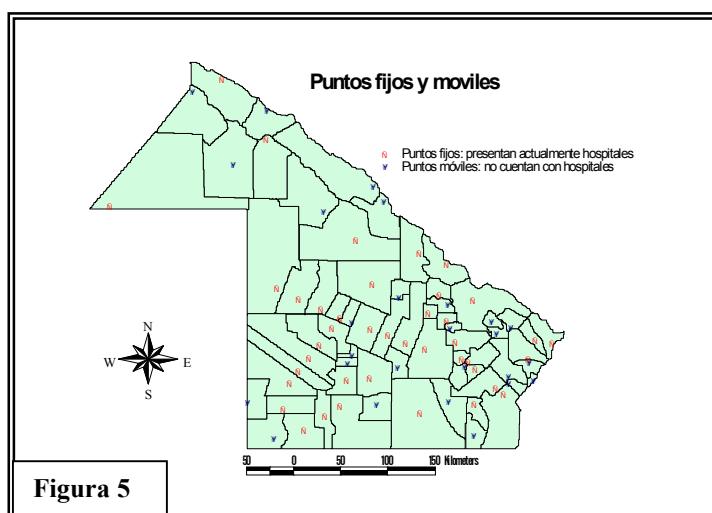 Puntos fijos y moviles
Ñ Puntos fijos: presentan actualmente hospitales
¥ Puntos móviles: no cuentan con hospitales
N
W E
S
50 0 50 100 150 Kilometers
Figura 5